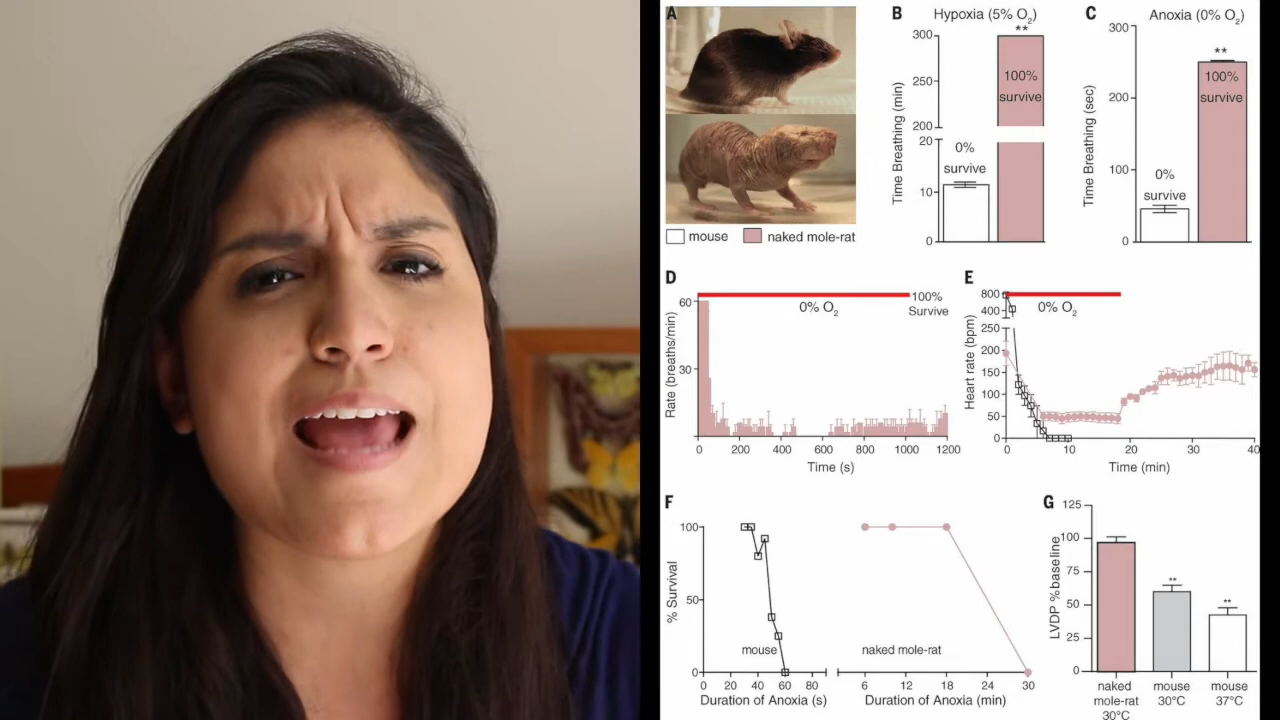 A
B
Hypoxia (5% O₂)
**
300
250
200
20
10
0
Time Breathing (min)
0%
survive
100%
survive
C
Anoxia (0% O₂)
**
300
200
100
0
Time Breathing (sec)
0%
survive
100%
survive
mouse
naked mole-rat
D
60
30
Rate (breaths/min)
0% O₂
100%
Survive
0 200 400 600 800 1000 1200
Time (s)
E
800
400
250
200
150
100
50
0
Heart rate (bpm)
0% O₂
0 10 20 30 40
Time (min)
F
100
50
0
% Survival
mouse
naked mole-rat
0 20 40 60 80
6 12 18 24 30
Duration of Anoxia (s)
Duration of Anoxia (min)
G
125
100
75
50
25
0
LVDP % baseline
**
**
naked
mole-rat
30°C
mouse
30°C
mouse
37°C